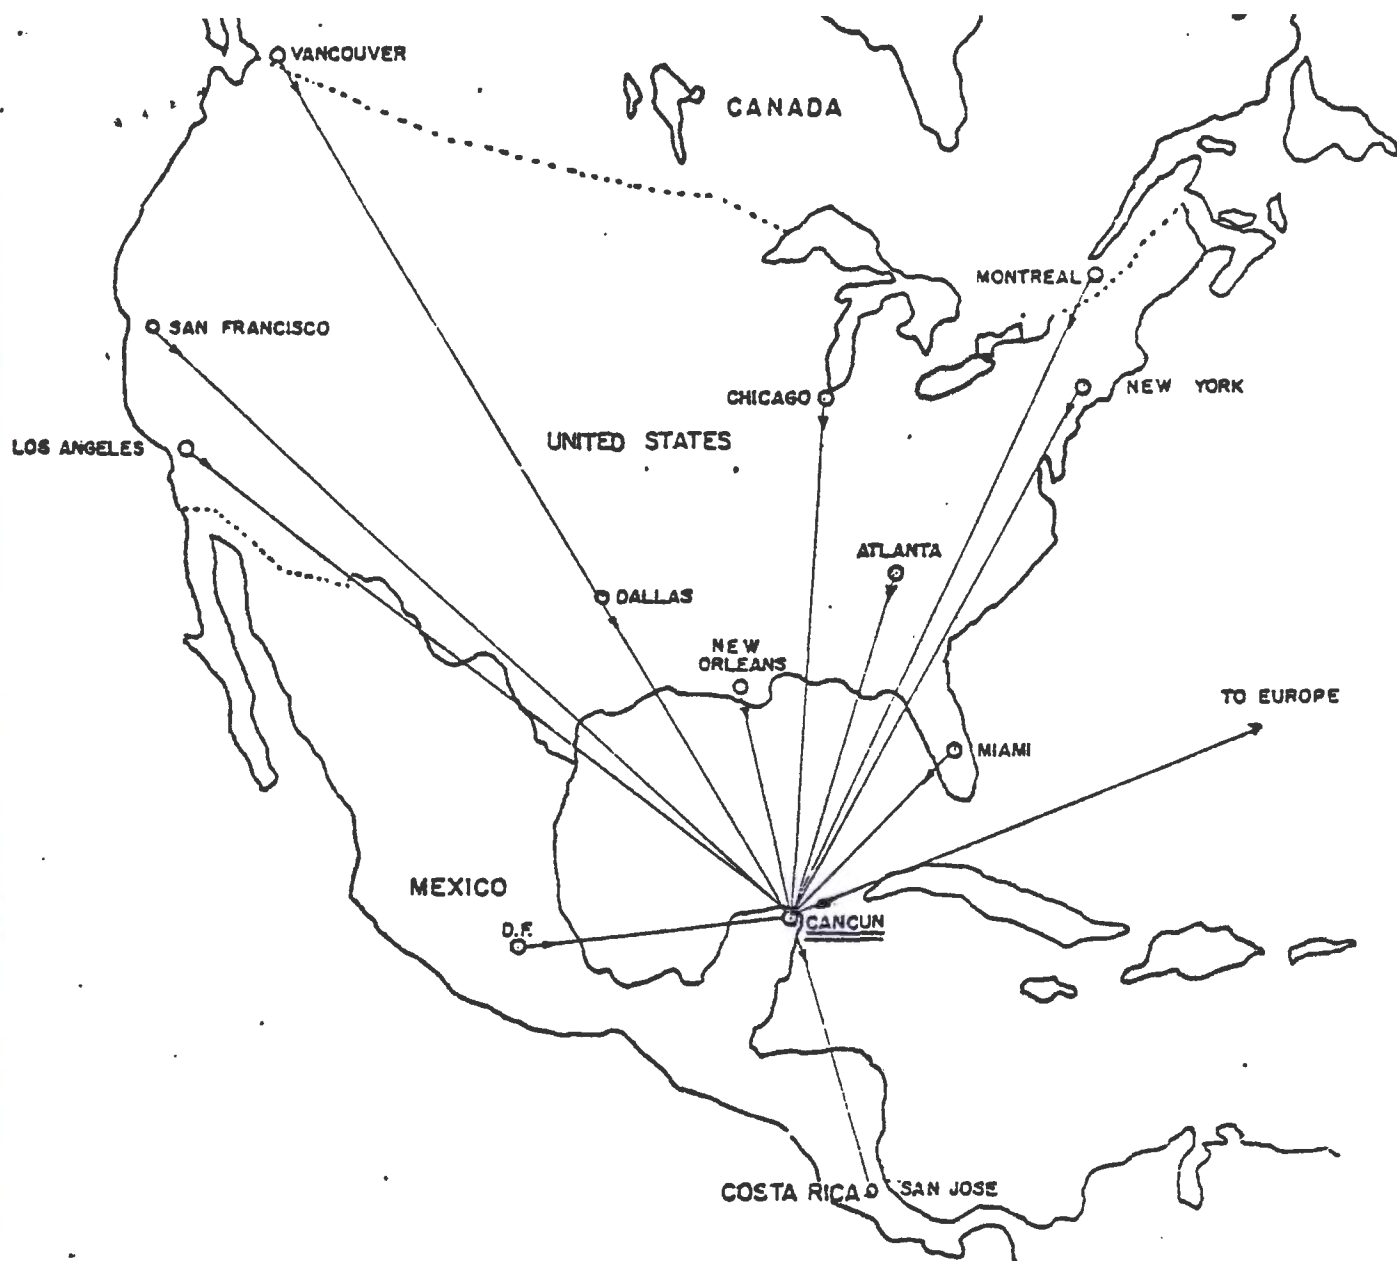 VANCOUVER
CANADA
MONTREAL
SAN FRANCISCO
CHICAGO
NEW YORK
LOS ANGELES
UNITED STATES
ATLANTA
DALLAS
NEW
ORLEANS
TO EUROPE
MIAMI
MEXICO
D.F.
CANCUN
COSTA RICA
SAN JOSE